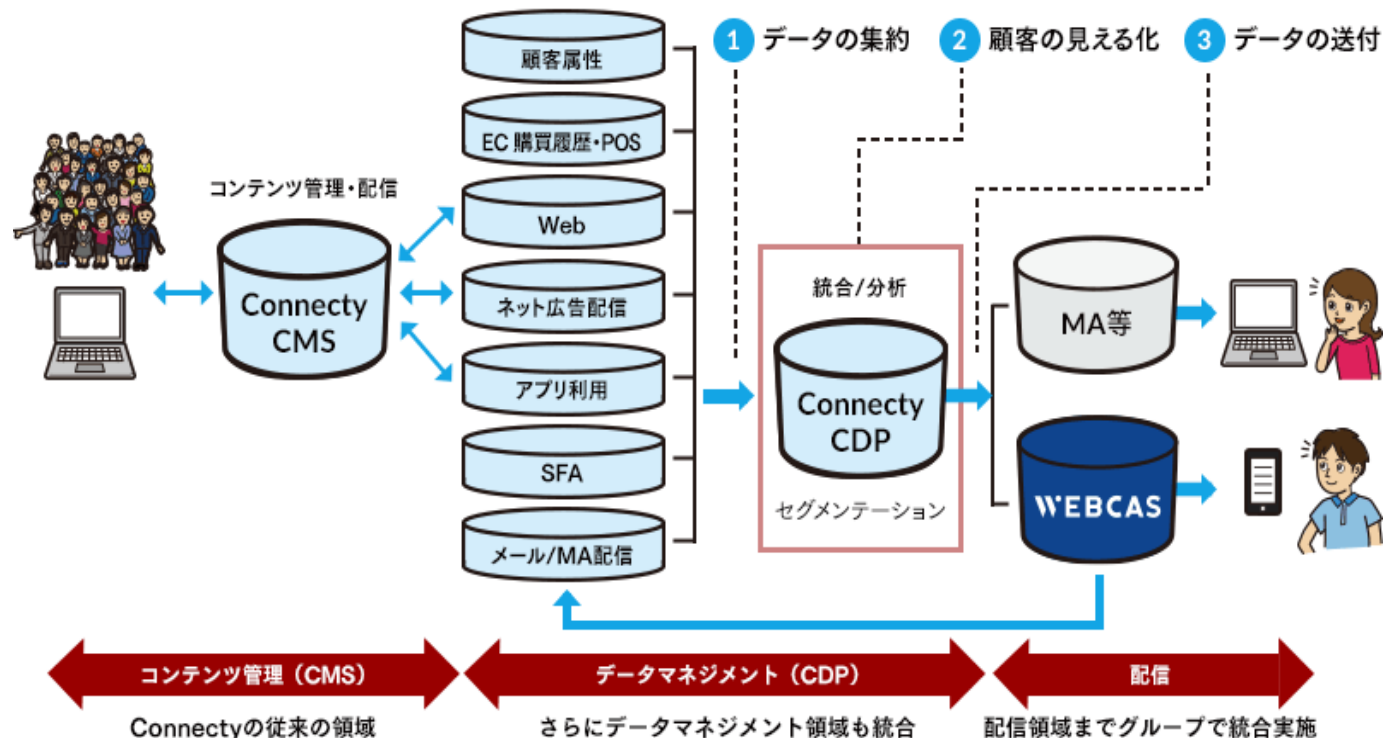 1 データの集約
2 顧客の見える化
3 データの送付
コンテンツ管理・配信
Connecty
CMS
顧客属性
EC 購買履歴・POS
Web
ネット広告配信
アプリ利用
SFA
メール/MA配信
統合/分析
Connecty
CDP
セグメンテーション
MA等
WEBCAS
コンテンツ管理（CMS）
データマネジメント（CDP）
配信
Connectyの従来の領域
さらにデータマネジメント領域も統合
配信領域までグループで統合実施